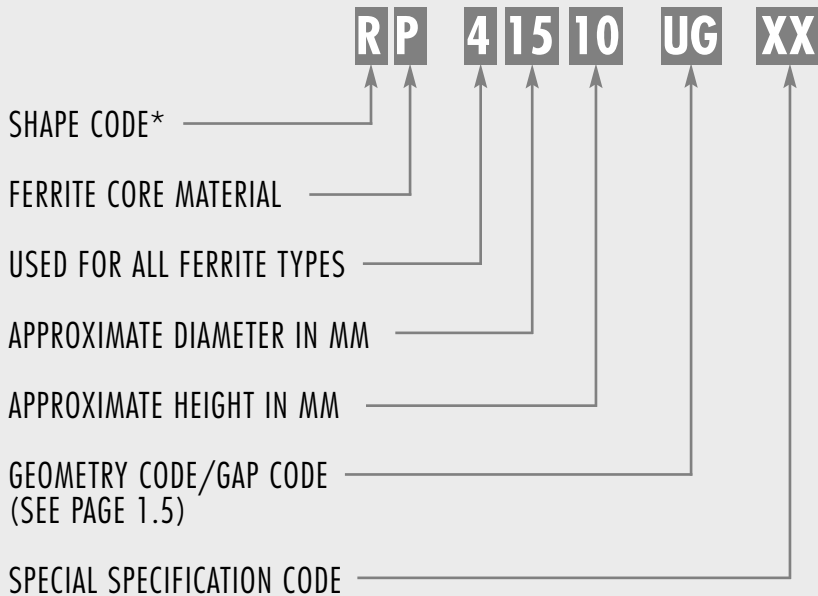 R P 4 15 10 UG XX
SHAPE CODE*
FERRITE CORE MATERIAL
USED FOR ALL FERRITE TYPES
APPROXIMATE DIAMETER IN MM
APPROXIMATE HEIGHT IN MM
GEOMETRY CODE/GAP CODE
(SEE PAGE 1.5)
SPECIAL SPECIFICATION CODE